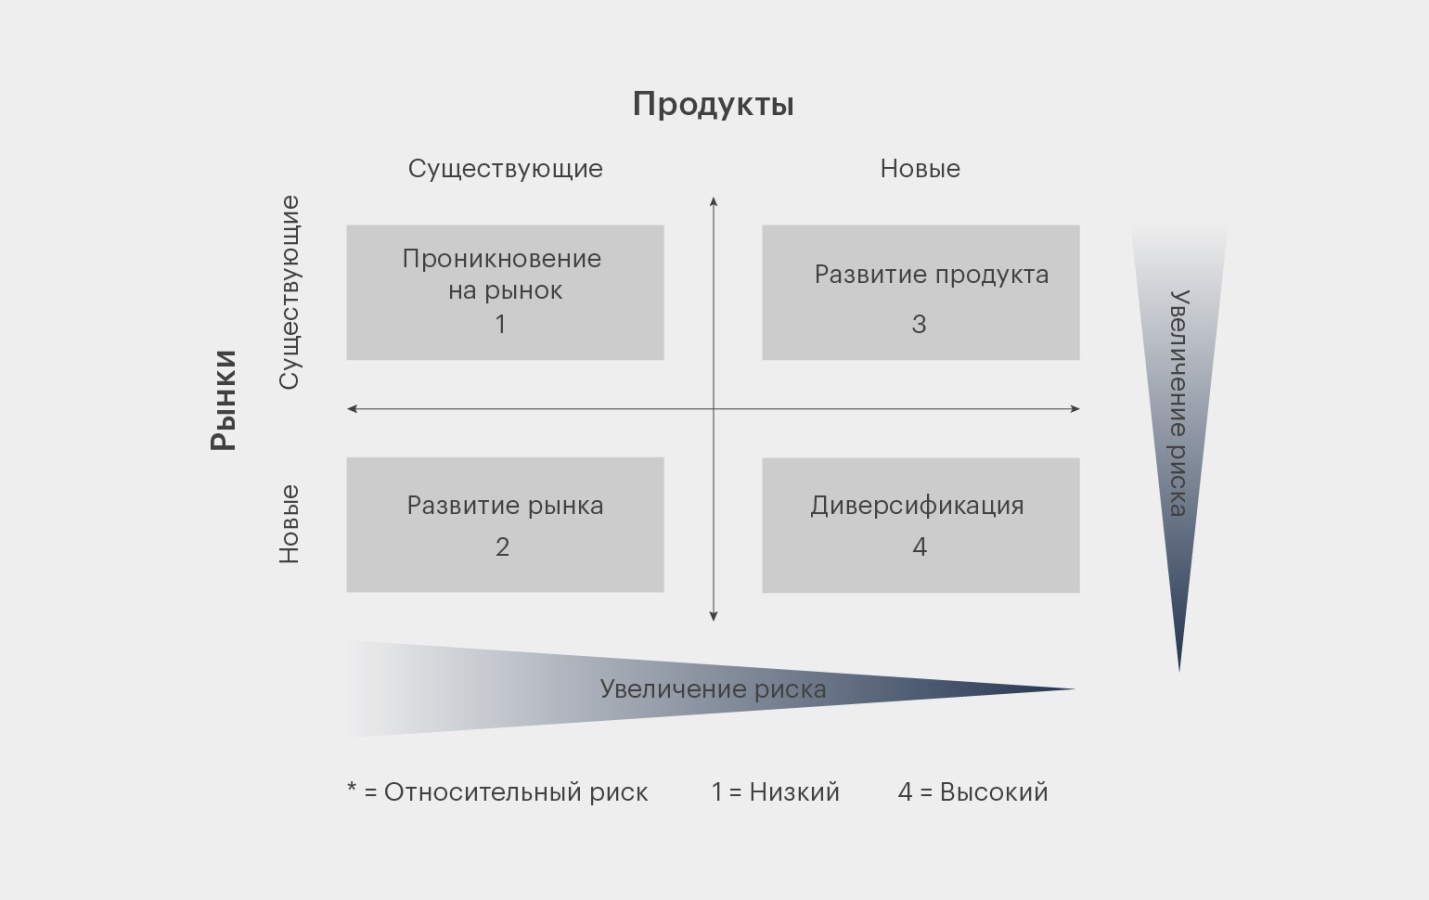 Продукты
Существующие
Новые
Рынки
Существующие
Проникновение
на рынок
1
Развитие продукта
3
Увеличение риска
Новые
Развитие рынка
2
Диверсификация
4
Увеличение риска
* = Относительный риск
1 = Низкий
4 = Высокий